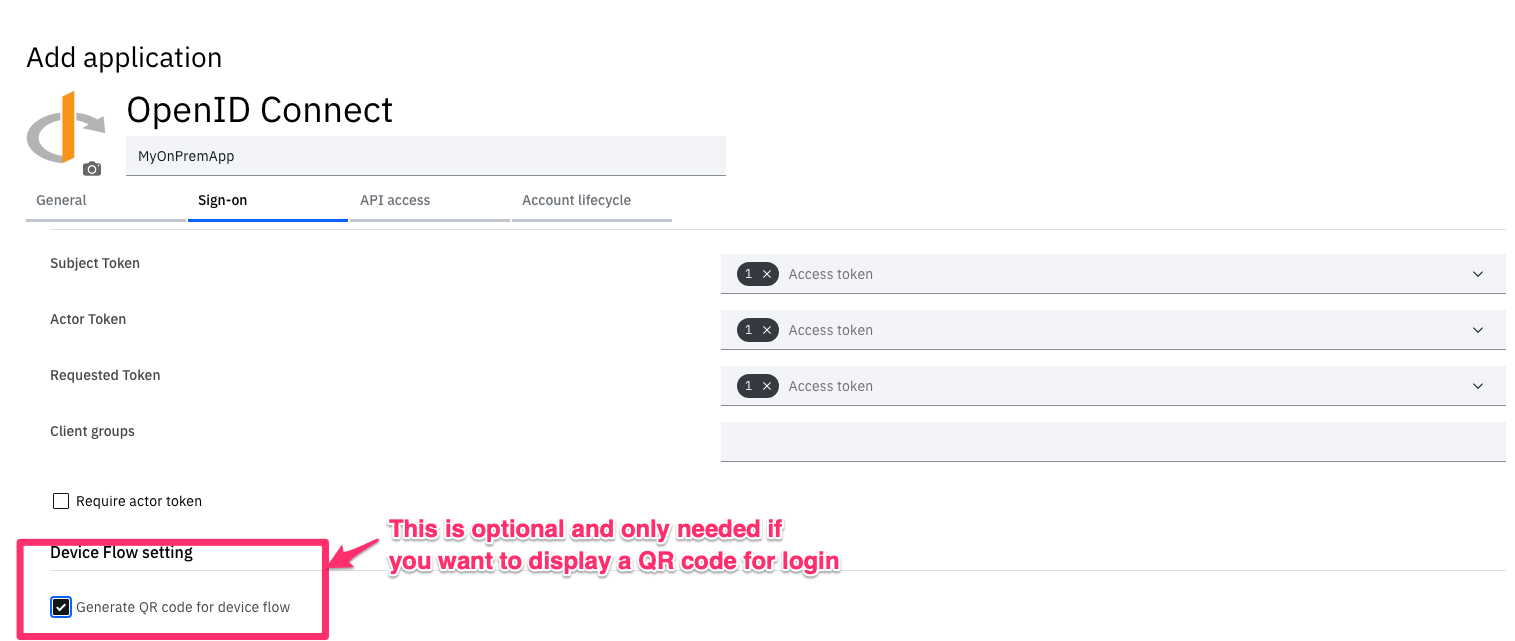 Add application
OpenID Connect
MyOnPremApp
General Sign-on API access Account lifecycle
Subject Token 1 × Access token
Actor Token 1 × Access token
Requested Token 1 × Access token
Client groups
Require actor token
This is optional and only needed if
you want to display a QR code for login
Device Flow setting
Generate QR code for device flow